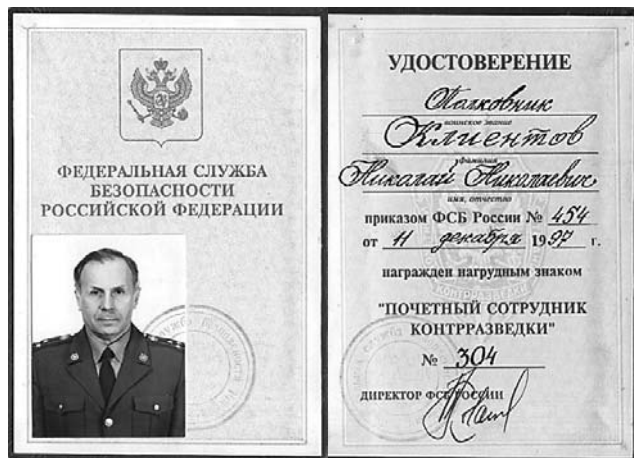 ФЕДЕРАЛЬНАЯ СЛУЖБА
БЕЗОПАСНОСТИ
РОССИЙСКОЙ ФЕДЕРАЦИИ
УДОСТОВЕРЕНИЕ
Полковник
воинское звание
Клиентов
фамилия
Николай Николаевич
имя, отчество
приказом ФСБ России № 454
от 11 декабря 1997 г.
награжден нагрудным знаком
"ПОЧЕТНЫЙ СОТРУДНИК
КОНТРРАЗВЕДКИ"
№ 304
ДИРЕКТОР ФСБ РОССИИ